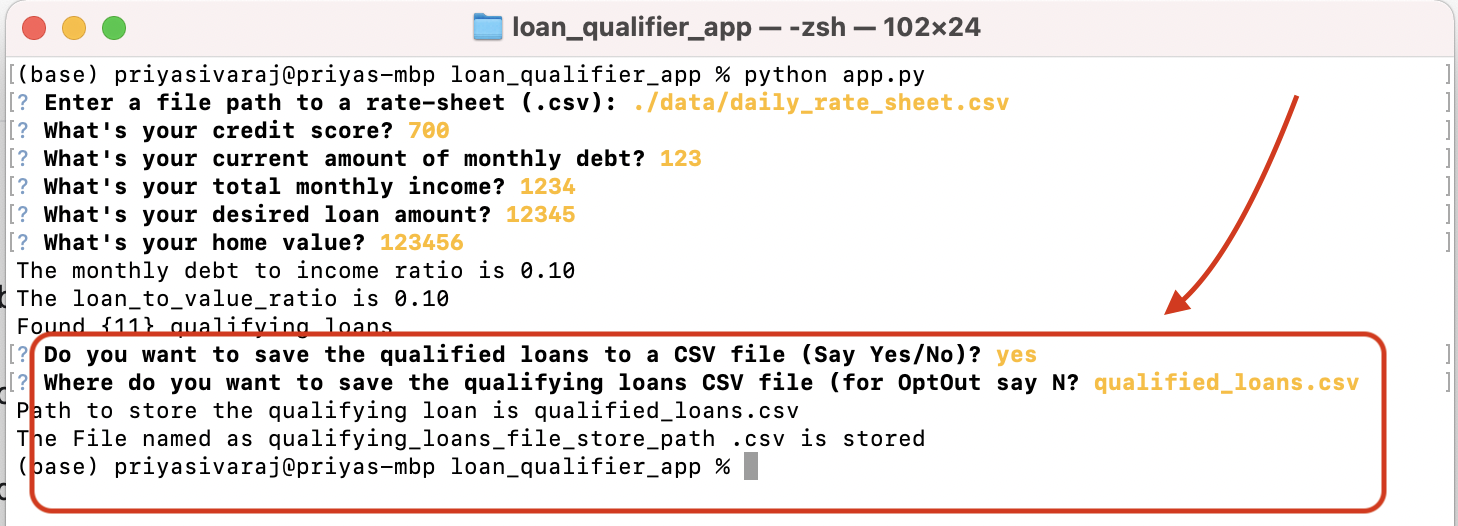 loan_qualifier_app — -zsh — 102×24
(base) priyasivaraj@priyas-mbp loan_qualifier_app % python app.py
? Enter a file path to a rate-sheet (.csv): ./data/daily_rate_sheet.csv
? What's your credit score? 700
? What's your current amount of monthly debt? 123
? What's your total monthly income? 1234
? What's your desired loan amount? 12345
? What's your home value? 123456
The monthly debt to income ratio is 0.10
The loan_to_value_ratio is 0.10
Found {11} qualifying loans
? Do you want to save the qualified loans to a CSV file (Say Yes/No)? yes
? Where do you want to save the qualifying loans CSV file (for OptOut say N? qualified_loans.csv
Path to store the qualifying loan is qualified_loans.csv
The File named as qualifying_loans_file_store_path .csv is stored
(base) priyasivaraj@priyas-mbp loan_qualifier_app %